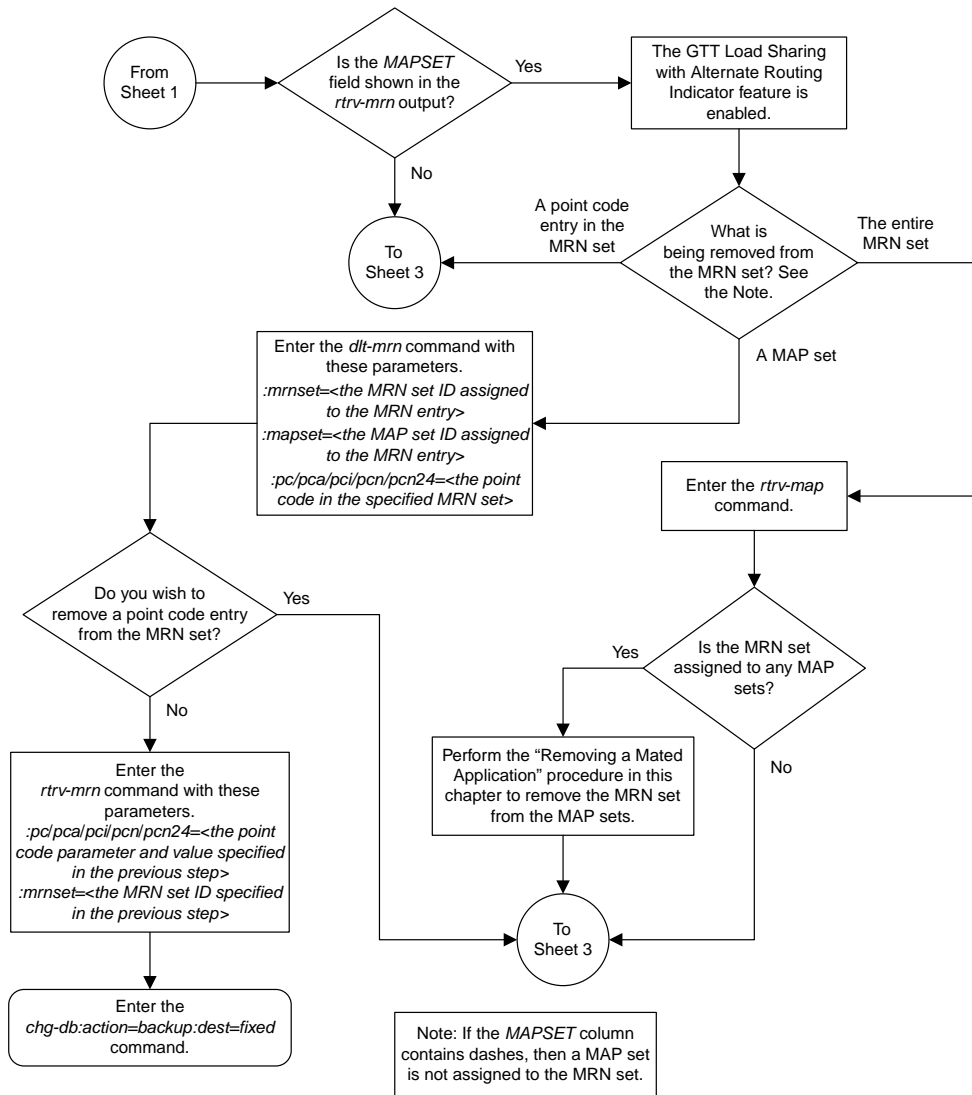 From
Sheet 1
Is the MAPSET
field shown in the
rtrv-mrn output?
Yes
The GTT Load Sharing
with Alternate Routing
Indicator feature is
enabled.
No
To
Sheet 3
A point code
entry in the
MRN set
What is
being removed from
the MRN set? See
the Note.
The entire
MRN set
A MAP set
Enter the dlt-mrn command with
these parameters.
:mrnset=<the MRN set ID assigned
to the MRN entry>
:mapset=<the MAP set ID assigned
to the MRN entry>
:pc/pca/pci/pcn/pcn24=<the point
code in the specified MRN set>
Enter the rtrv-map
command.
Do you wish to
remove a point code entry
from the MRN set?
Yes
No
Is the MRN set
assigned to any MAP
sets?
Yes
No
Perform the “Removing a Mated
Application” procedure in this
chapter to remove the MRN set
from the MAP sets.
Enter the
rtrv-mrn command with these
parameters.
:pc/pca/pci/pcn/pcn24=<the point
code parameter and value specified
in the previous step>
:mrnset=<the MRN set ID specified
in the previous step>
To
Sheet 3
Enter the
chg-db:action=backup:dest=fixed
command.
Note: If the MAPSET column
contains dashes, then a MAP set
is not assigned to the MRN set.